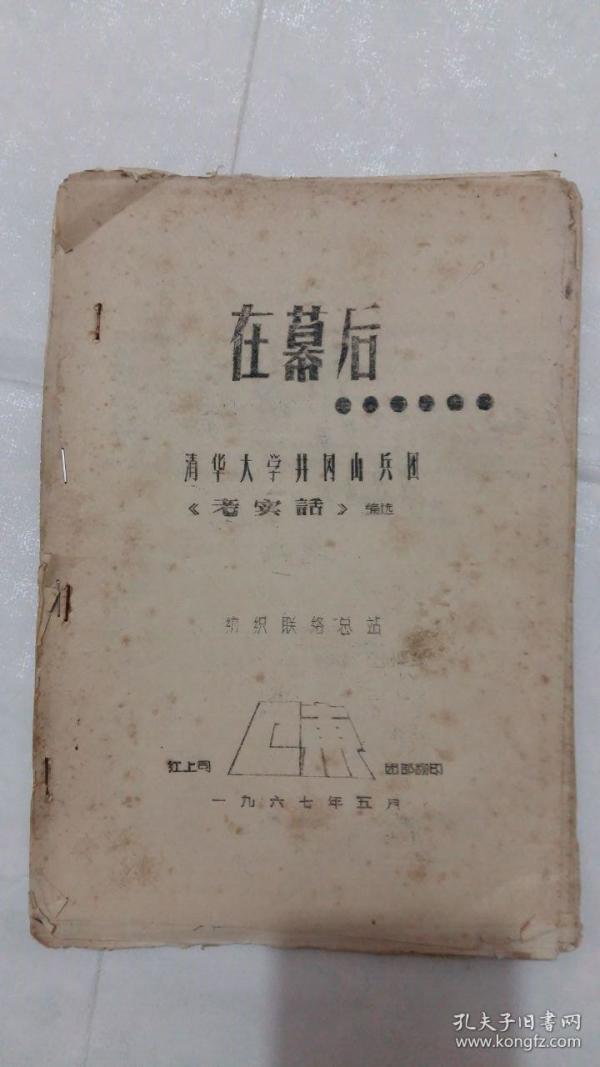 在幕后
清华大学井冈山兵团
《老实話》 编选
纺织联络总站
红上司 团部翻印
一九六七年五月
孔夫子旧書网
www.kongfz.com